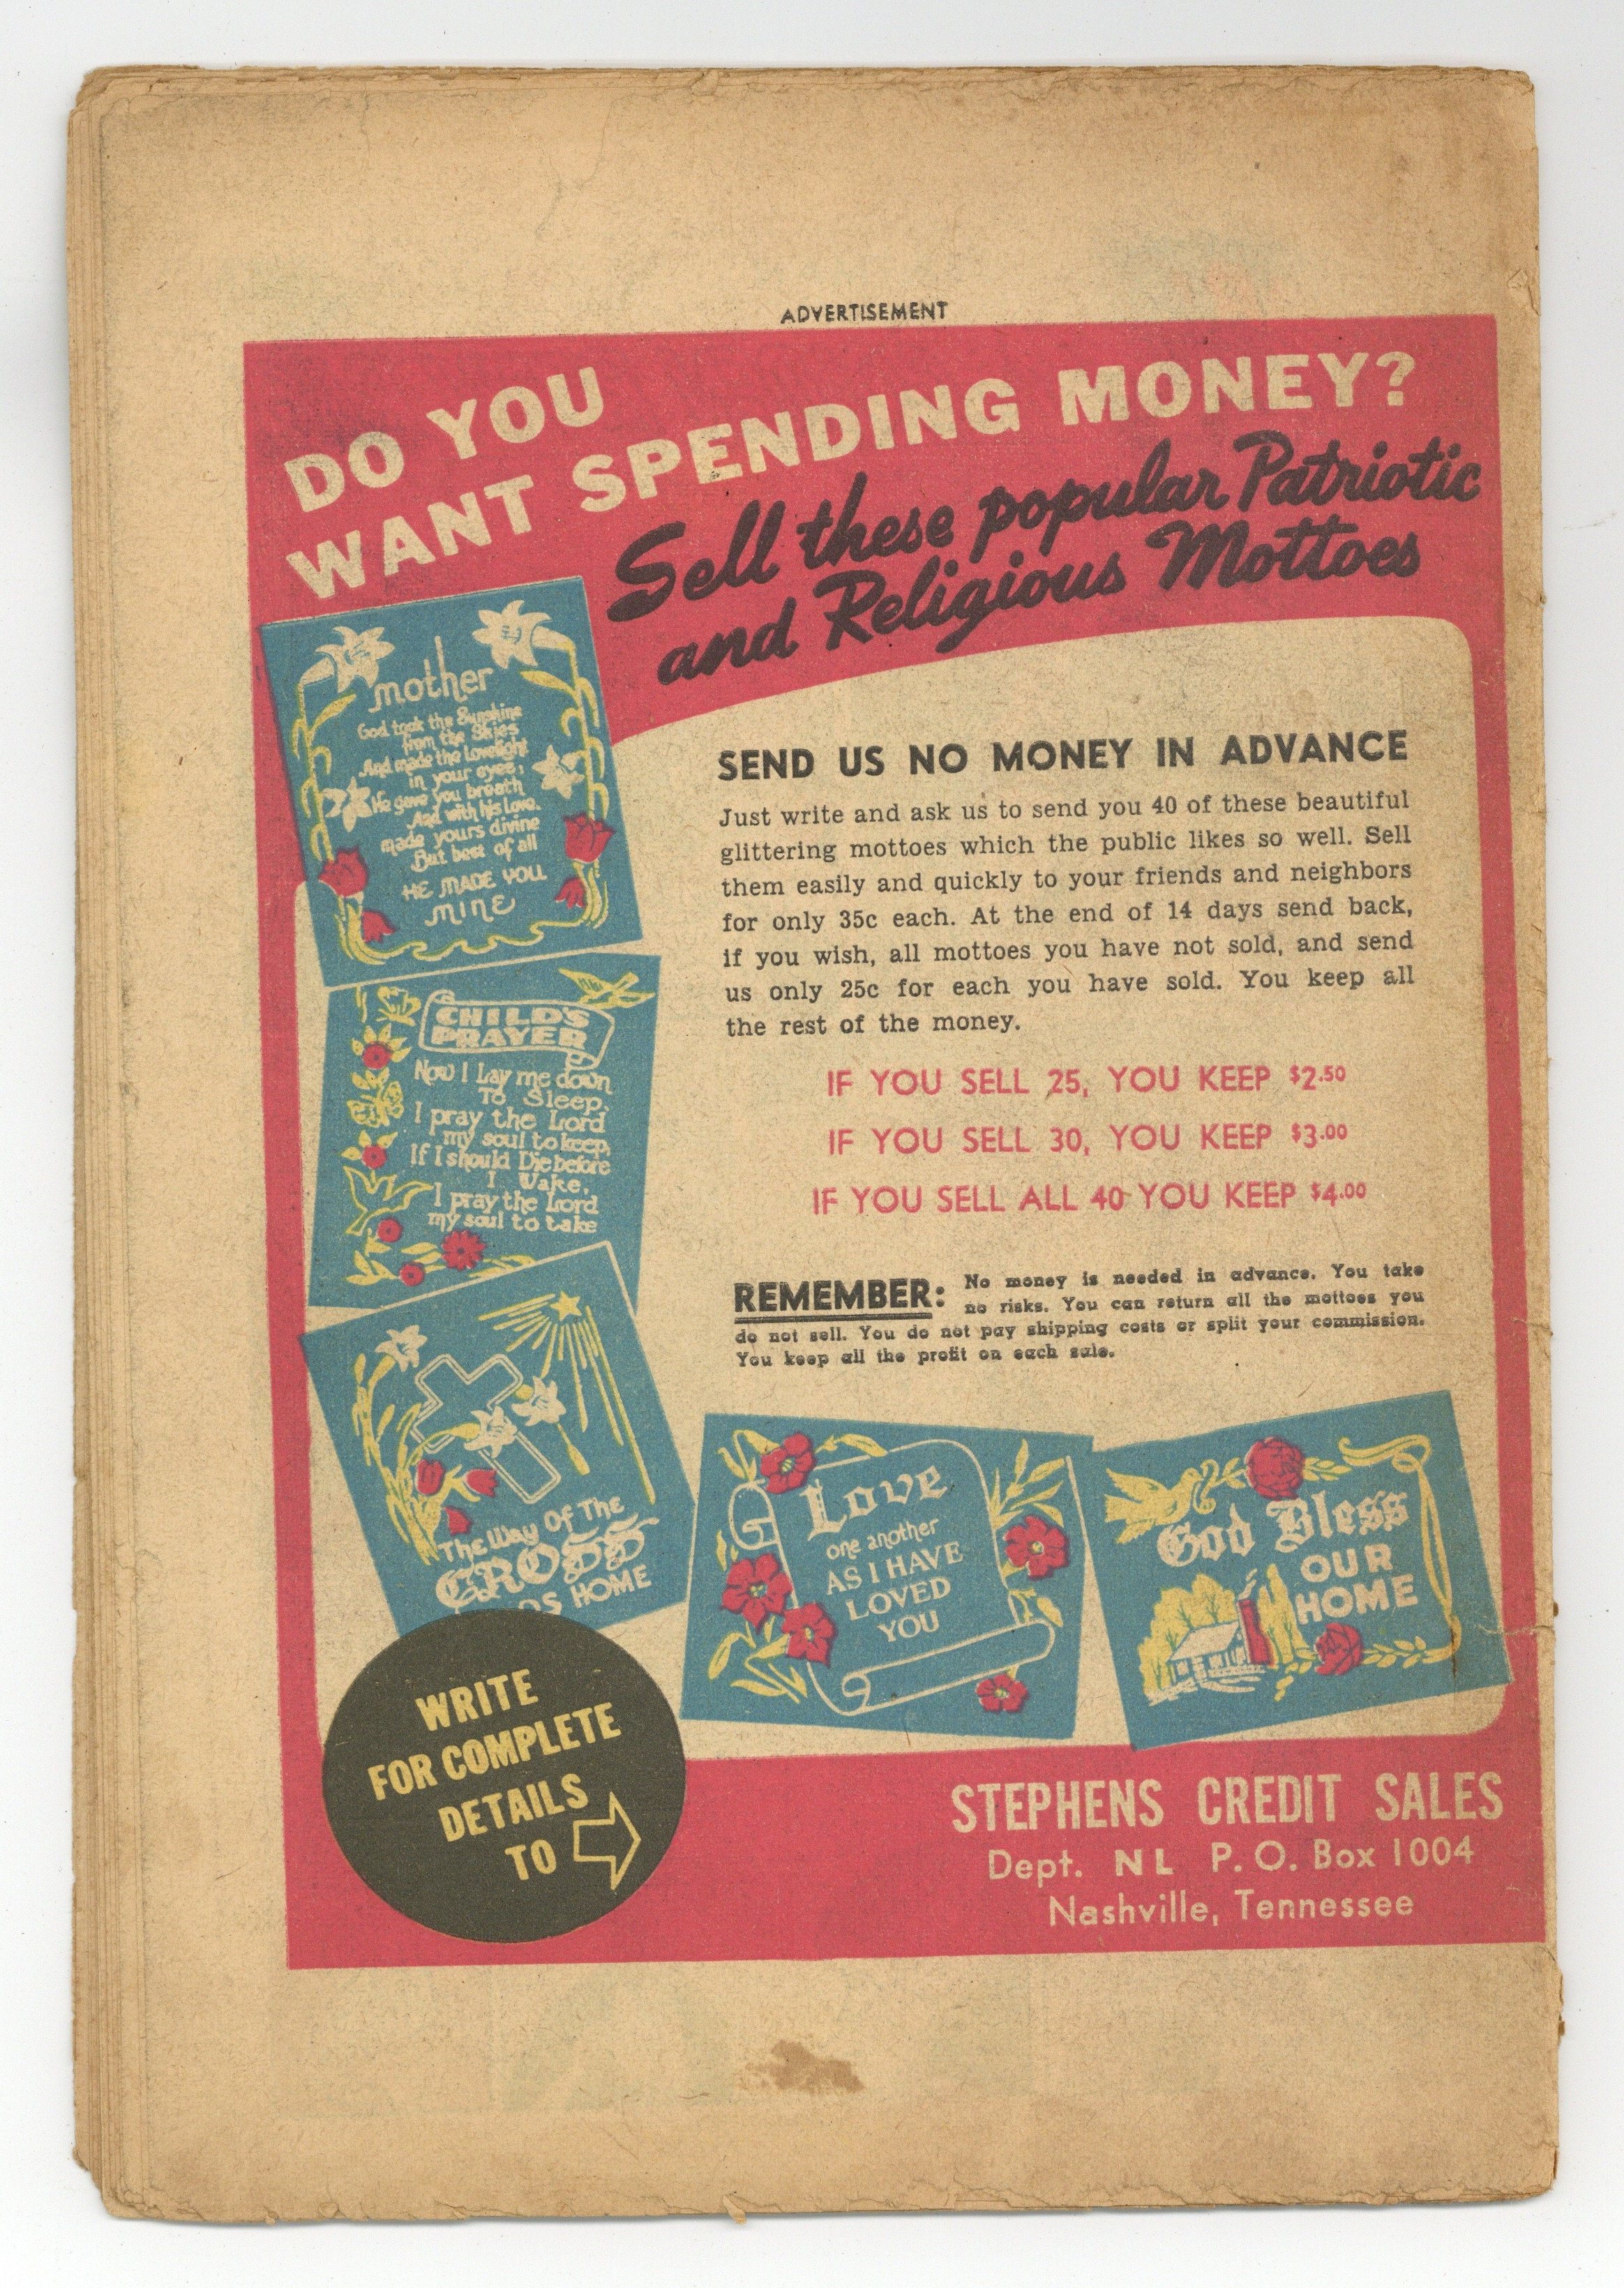 ADVERTISEMENT
DO YOU
WANT SPENDING MONEY?
Sell these popular Patriotic
and Religious Mottoes
mother
God took the Sunshine
from the Skies
And made the Lovelight
in your eyes;
He gave you breath
And with his love.
made yours divine
But best of all
HE MADE YOU
MINE
CHILD'S
PRAYER
Now I Lay me down
To Sleep,
I pray the Lord
my soul to keep,
If I should Die before
I Wake,
I pray the Lord
my soul to take
The Way Of The
CROSS
DS HOME
SEND US NO MONEY IN ADVANCE
Just write and ask us to send you 40 of these beautiful
glittering mottoes which the public likes so well. Sell
them easily and quickly to your friends and neighbors
for only 35c each. At the end of 14 days send back,
if you wish, all mottoes you have not sold, and send
us only 25c for each you have sold. You keep all
the rest of the money.
IF YOU SELL 25, YOU KEEP $2.50
IF YOU SELL 30, YOU KEEP $3.00
IF YOU SELL ALL 40 YOU KEEP $4.00
REMEMBER: No money is needed in advance. You take
no risks. You can return all the mottoes you
do not sell. You do not pay shipping costs or split your commission.
You keep all the profit on each sale.
Love
one another
AS I HAVE
LOVED
YOU
God Bless
OUR
HOME
WRITE
FOR COMPLETE
DETAILS
TO
STEPHENS CREDIT SALES
Dept. NL P. O. Box 1004
Nashville, Tennessee